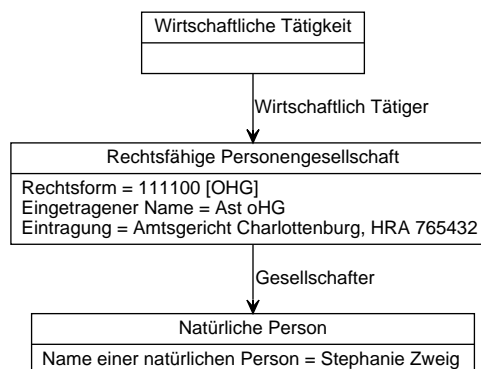 Wirtschaftliche Tätigkeit
Wirtschaftlich Tätiger
Rechtsfähige Personengesellschaft
Rechtsform = 111100 [OHG]
Eingetragener Name = Ast oHG
Eintragung = Amtsgericht Charlottenburg, HRA 765432
Gesellschafter
Natürliche Person
Name einer natürlichen Person = Stephanie Zweig